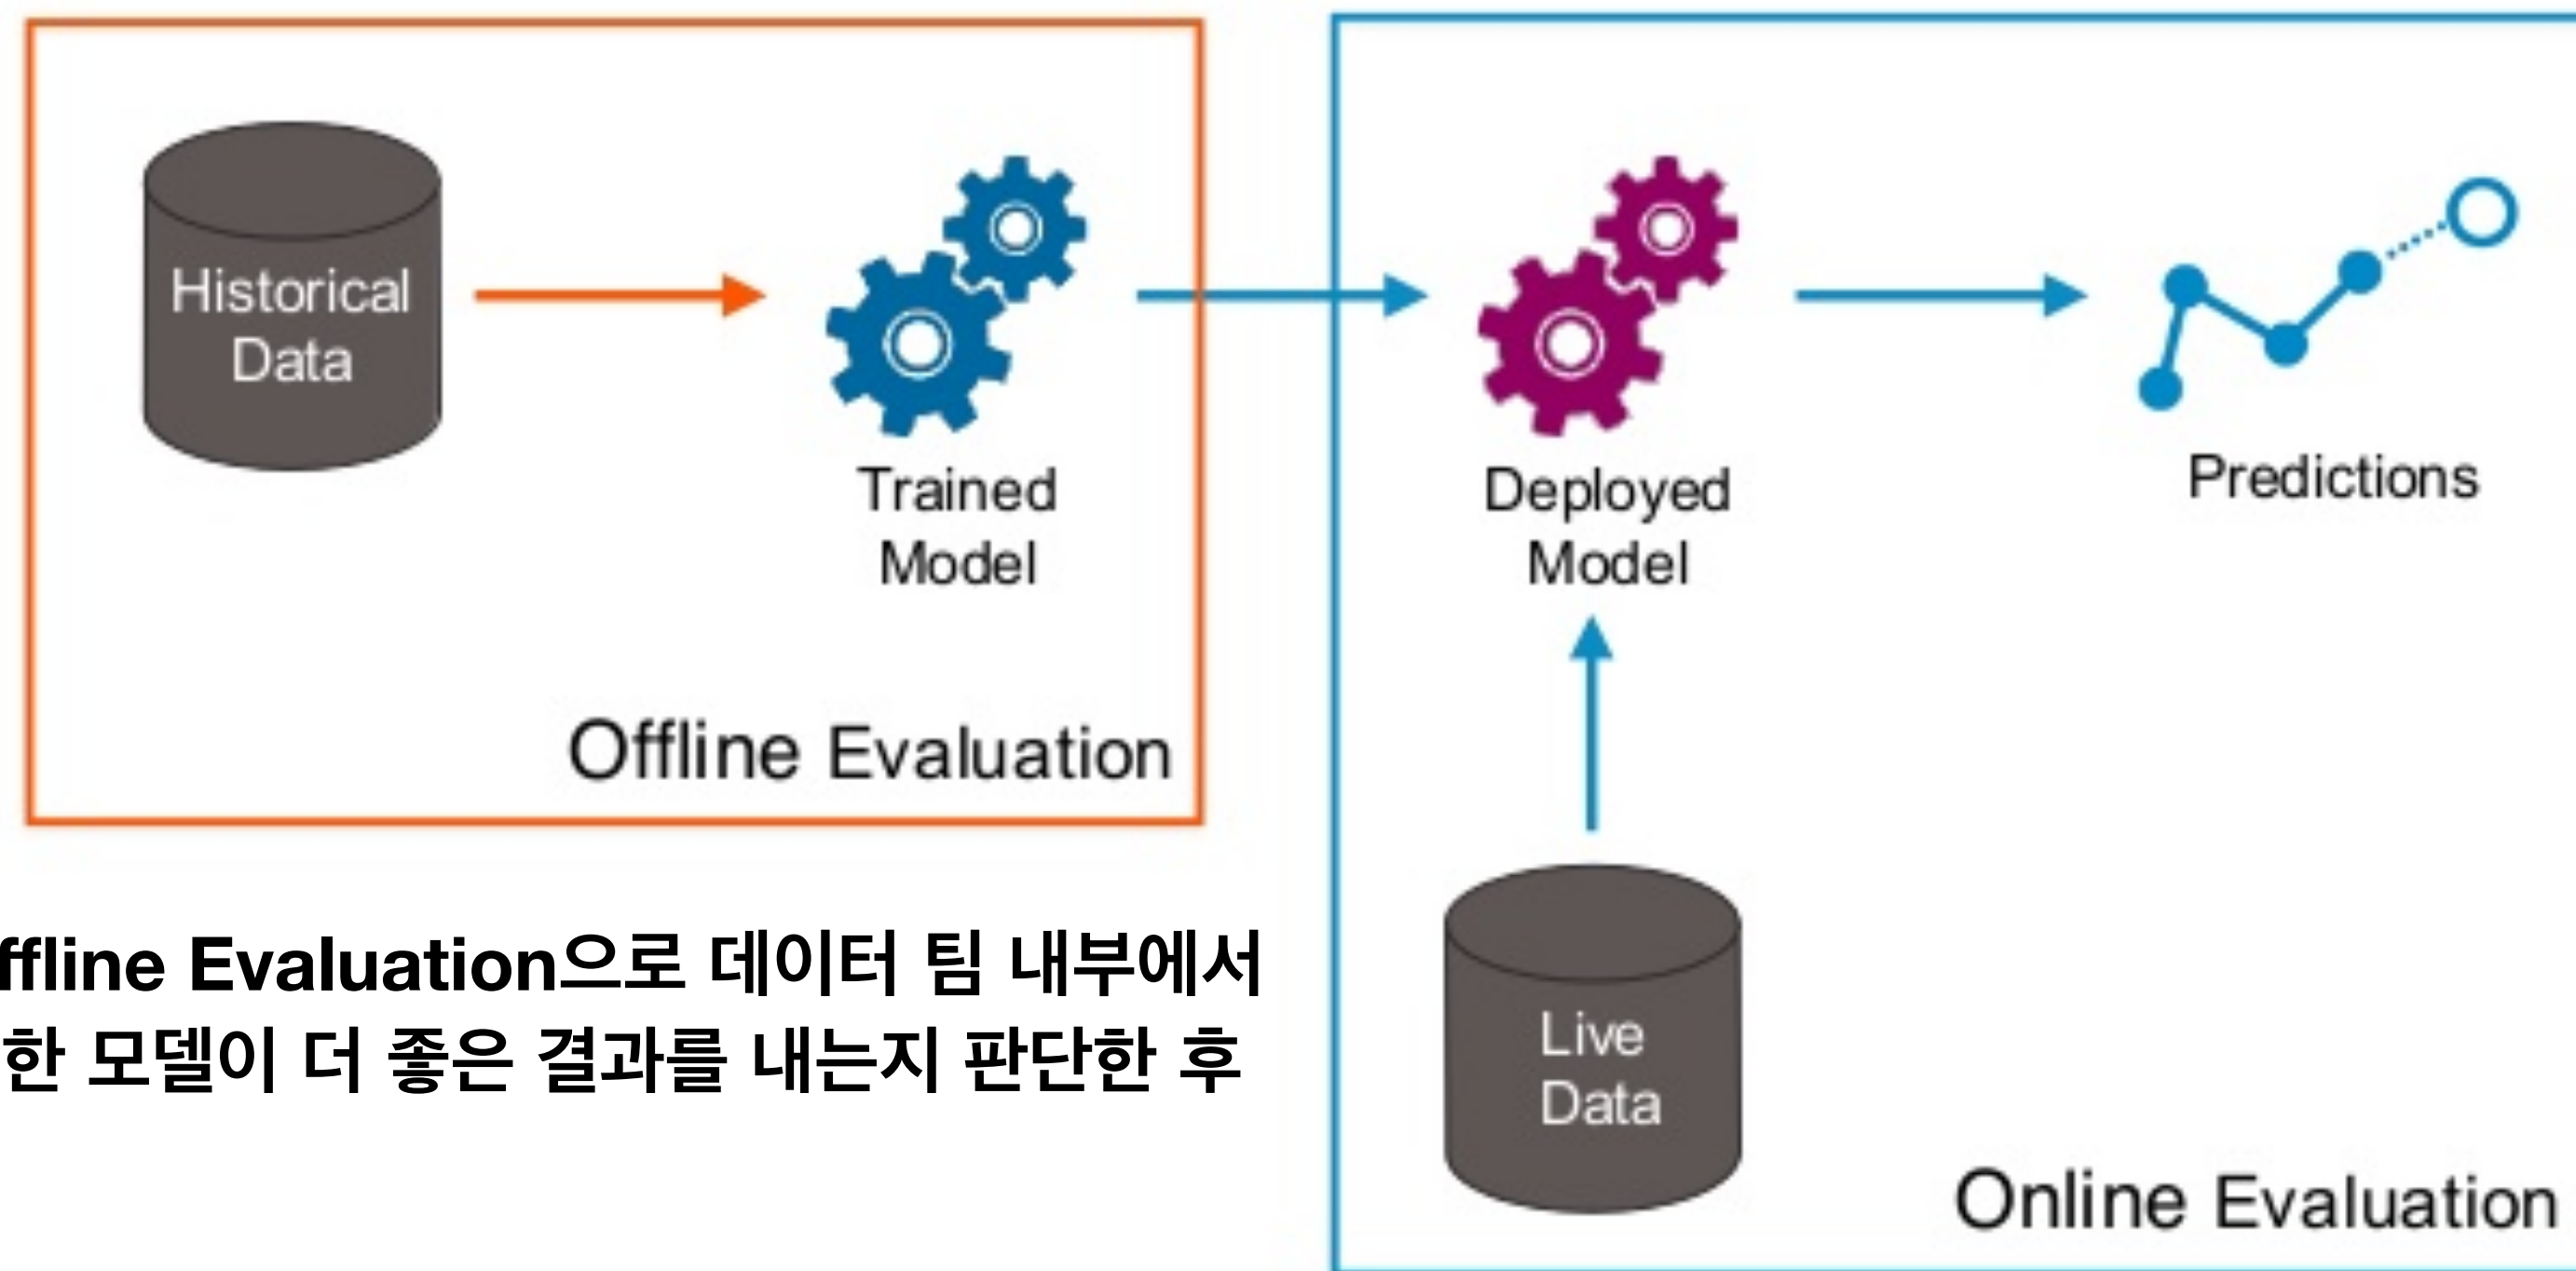 Historical
Data
Trained
Model
Offline Evaluation
Deployed
Model
Predictions
Live
Data
Online Evaluation
Evaluation으로 데이터 팀 내부에서
한 모델이 더 좋은 결과를 내는지 판단한 후